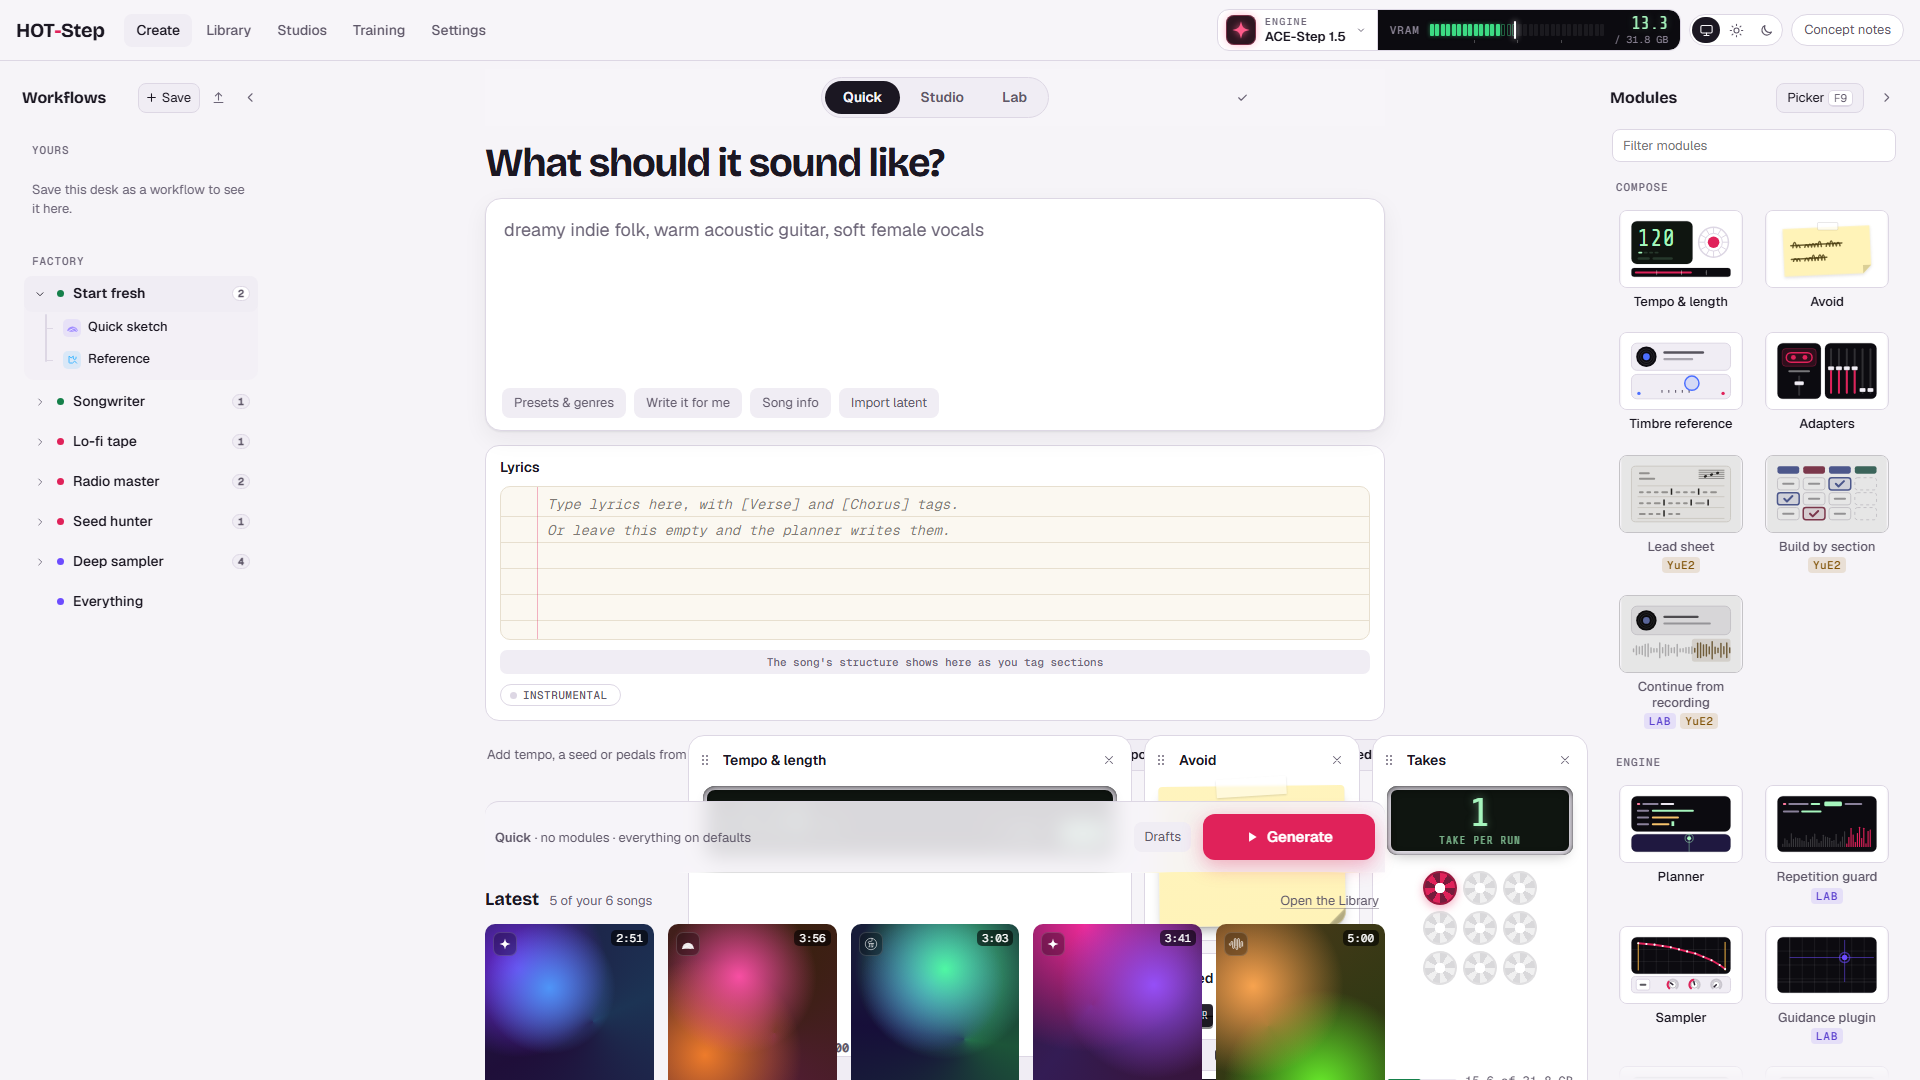 HOT-Step
Create
Library
Studios
Training
Settings
ENGINE
ACE-Step 1.5
VRAM
13.3
/ 31.8 GB
Concept notes
Workflows
+ Save
Quick
Studio
Lab
Modules
Picker F9
YOURS
Save this desk as a workflow to see
it here.
FACTORY
Start fresh 2
Quick sketch
Reference
Songwriter 1
Lo-fi tape 1
Radio master 2
Seed hunter 1
Deep sampler 4
Everything
What should it sound like?
dreamy indie folk, warm acoustic guitar, soft female vocals
Presets & genres
Write it for me
Song info
Import latent
Lyrics
Type lyrics here, with [Verse] and [Chorus] tags.
Or leave this empty and the planner writes them.
The song's structure shows here as you tag sections
INSTRUMENTAL
Add tempo, a seed or pedals from
Tempo & length
Avoid
Takes
1
TAKE PER RUN
Quick · no modules · everything on defaults
Drafts
Generate
Latest 5 of your 6 songs
Open the Library
2:51
3:56
3:03
3:41
5:00
Filter modules
COMPOSE
120
Tempo & length
Avoid
Timbre reference
Adapters
Lead sheet
YuE2
Build by section
YuE2
Continue from
recording
LAB YuE2
ENGINE
Planner
Repetition guard
LAB
Sampler
Guidance plugin
LAB